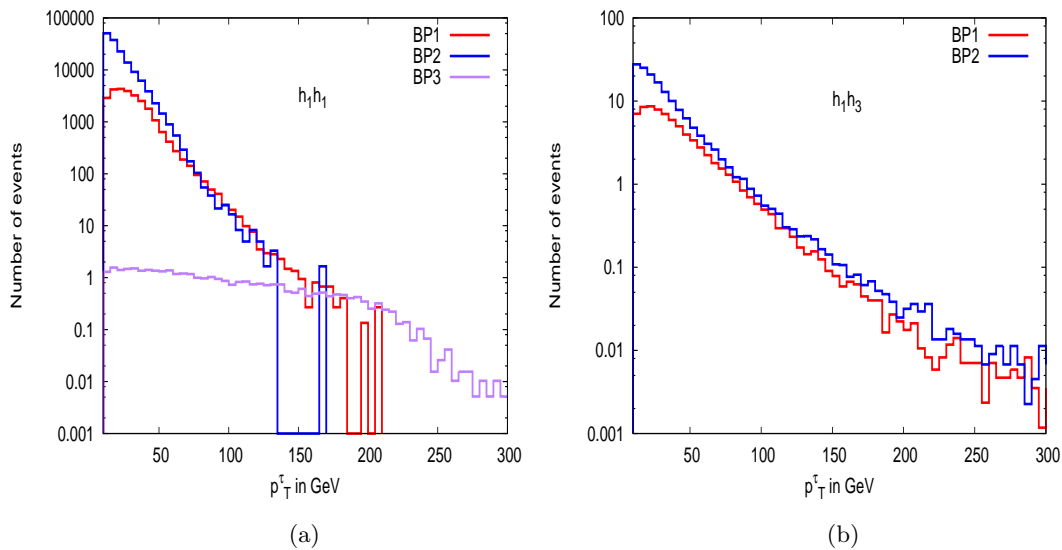 100000
10000
1000
100
10
1
0.1
0.01
0.001
Number of events
BP1
BP2
BP3
h₁h₁
50 100 150 200 250 300
p^τ_T in GeV
(a)
100
10
1
0.1
0.01
0.001
Number of events
BP1
BP2
h₁h₃
50 100 150 200 250 300
p^τ_T in GeV
(b)